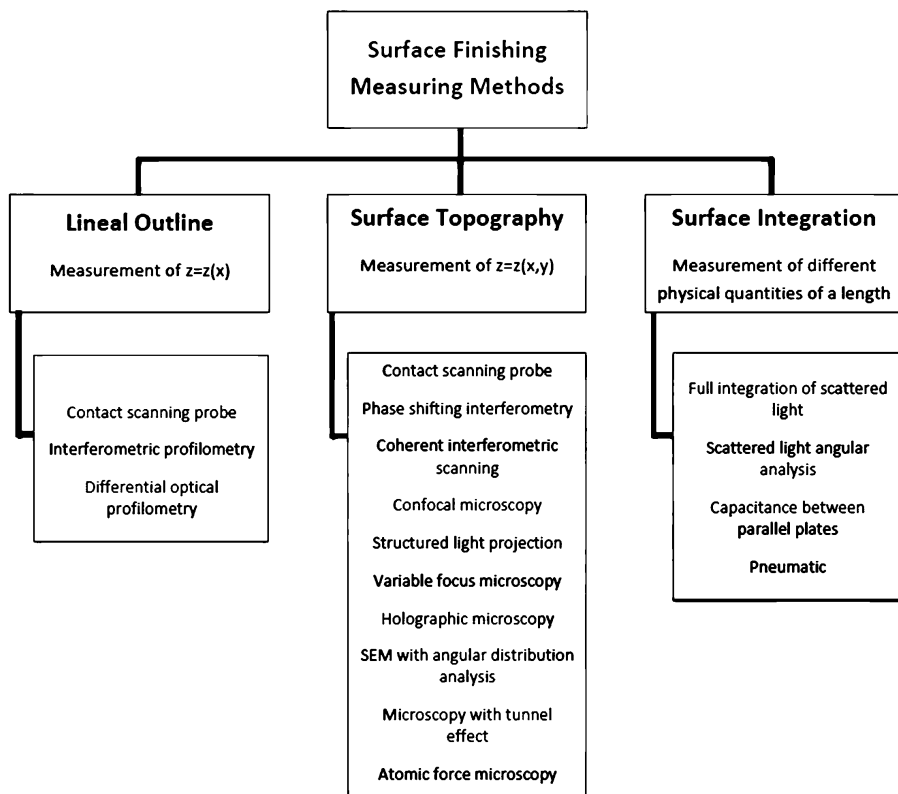 Surface Finishing
Measuring Methods
Lineal Outline
Measurement of z=z(x)
Surface Topography
Measurement of z=z(x,y)
Surface Integration
Measurement of different
physical quantities of a length
Contact scanning probe
Interferometric profilometry
Differential optical
profilometry
Contact scanning probe
Phase shifting interferometry
Coherent interferometric
scanning
Confocal microscopy
Structured light projection
Variable focus microscopy
Holographic microscopy
SEM with angular distribution
analysis
Microscopy with tunnel
effect
Atomic force microscopy
Full integration of scattered
light
Scattered light angular
analysis
Capacitance between
parallel plates
Pneumatic